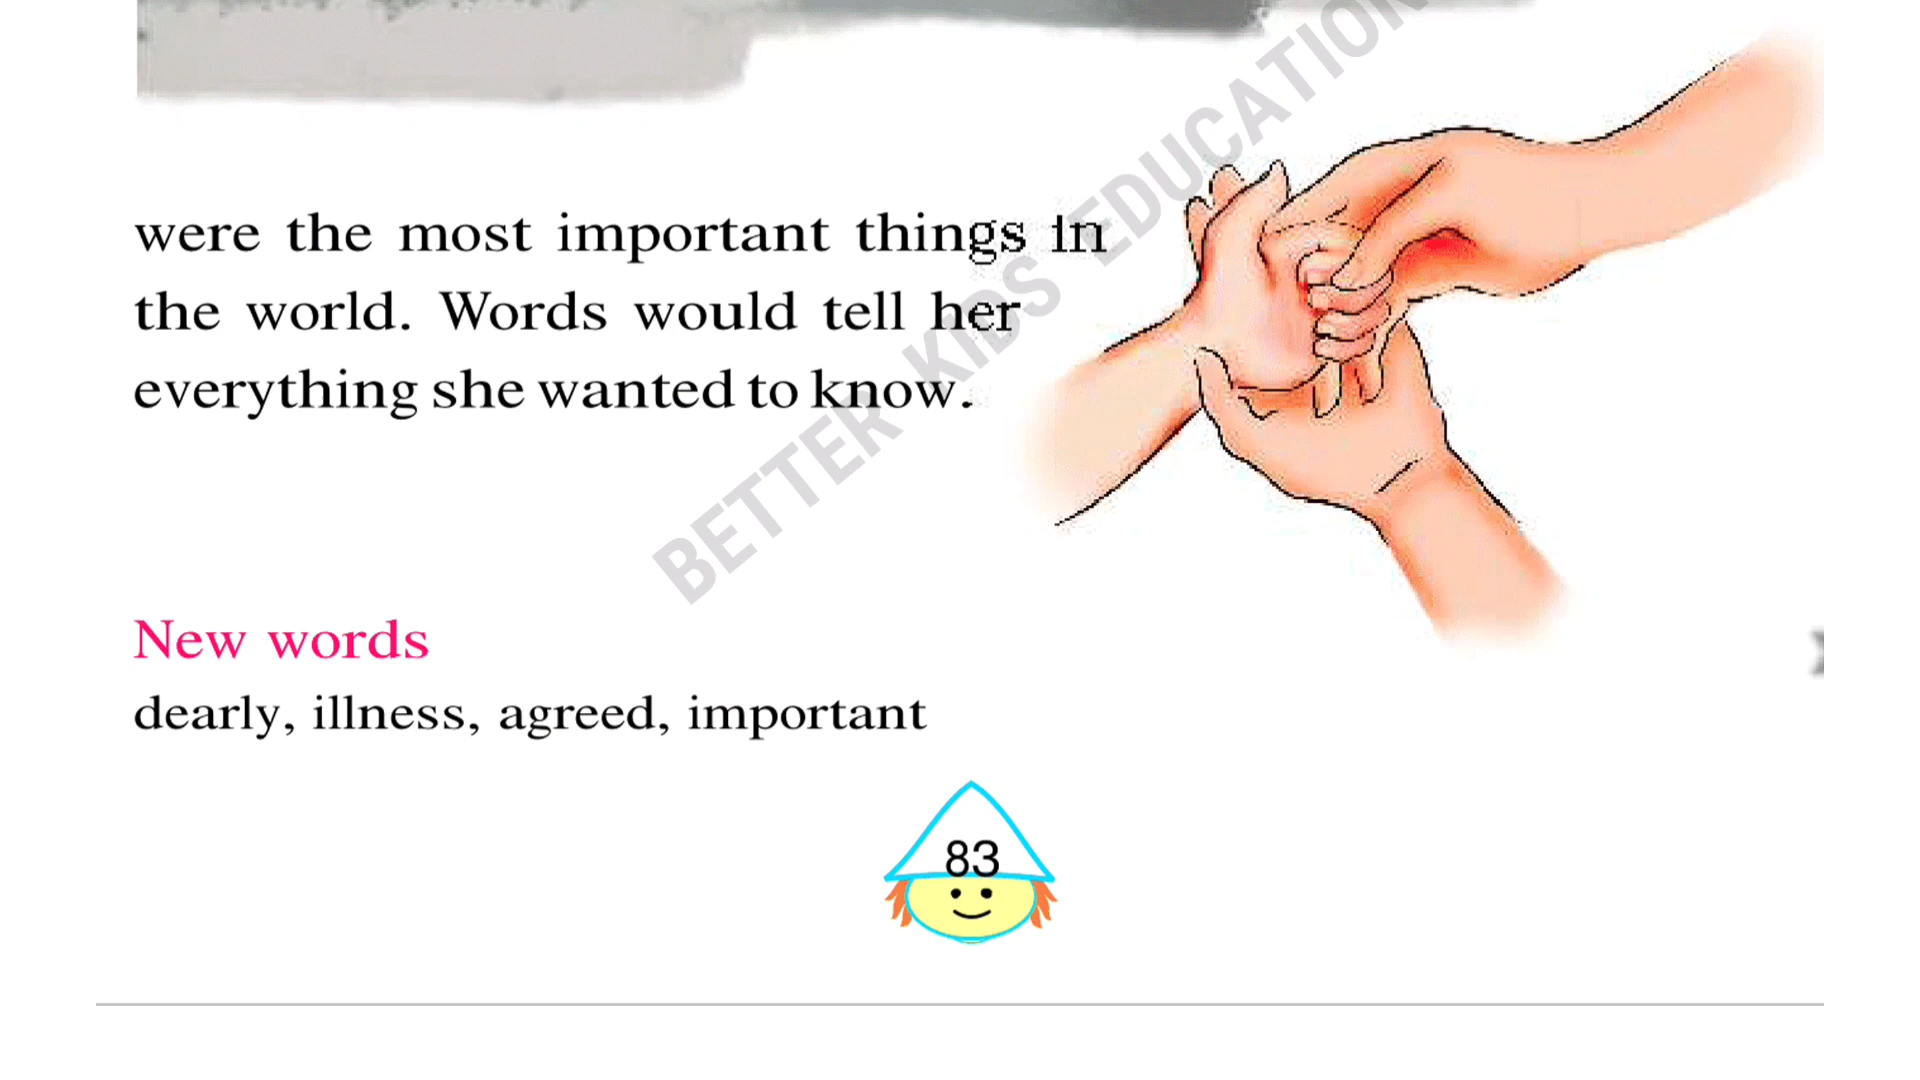 were the most important things in
the world. Words would tell her
everything she wanted to know.
BETTER KIDS EDUCATION
New words
dearly, illness, agreed, important
83